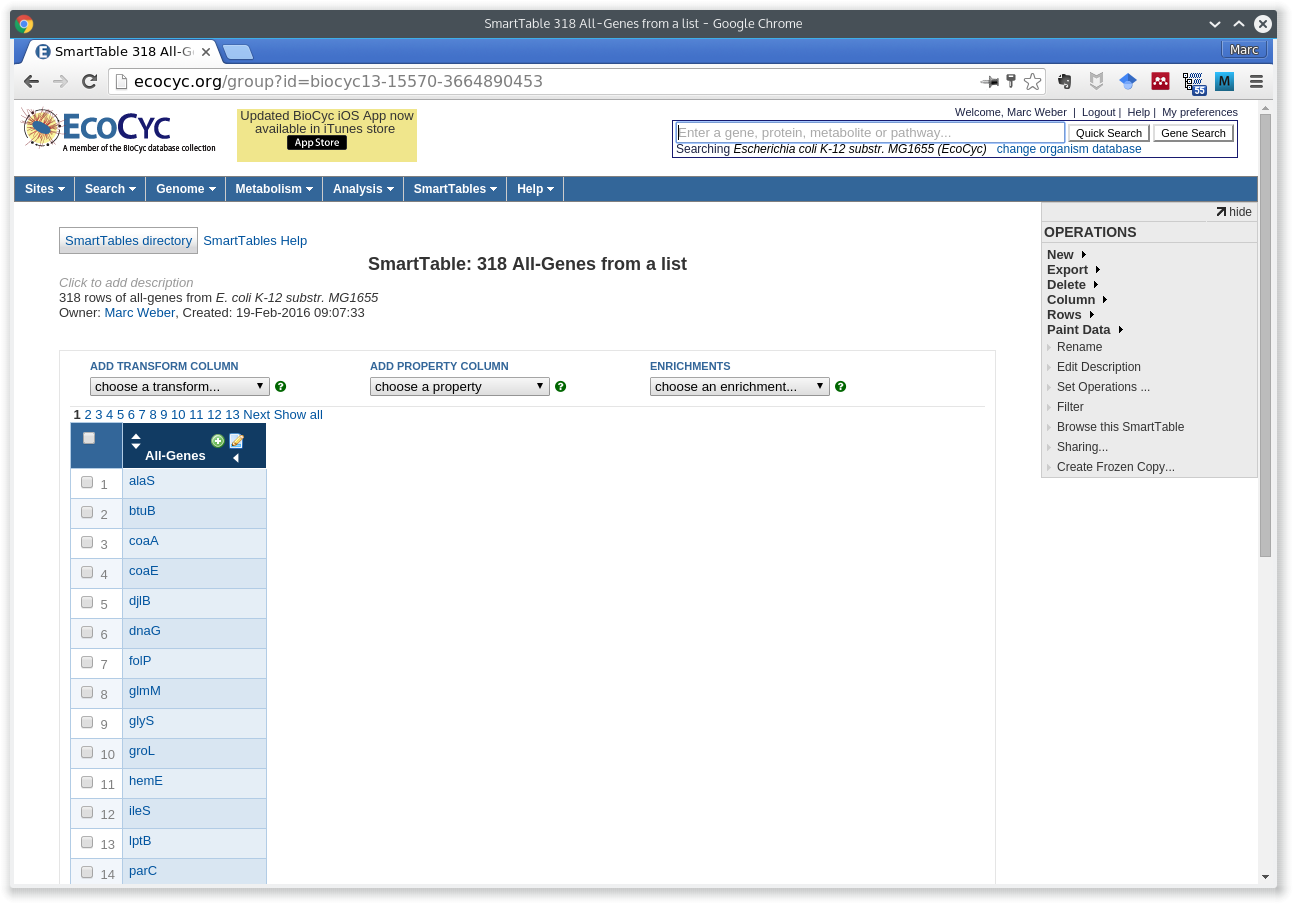 SmartTable 318 All-Genes from a list - Google Chrome
SmartTable 318 All-G
Marc
ecocyc.org/group?id=biocyc13-15570-3664890453
55
M
EcoCyc
A member of the BioCyc database collection
Updated BioCyc iOS App now
available in iTunes store
App Store
Welcome, Marc Weber | Logout | Help | My preferences
Enter a gene, protein, metabolite or pathway... Quick Search Gene Search
Searching Escherichia coli K-12 substr. MG1655 (EcoCyc) change organism database
Sites Search Genome Metabolism Analysis SmartTables Help
hide
OPERATIONS
New
Export
Delete
Column
Rows
Paint Data
Rename
Edit Description
Set Operations ...
Filter
Browse this SmartTable
Sharing...
Create Frozen Copy...
SmartTables directory SmartTables Help
SmartTable: 318 All-Genes from a list
Click to add description
318 rows of all-genes from E. coli K-12 substr. MG1655
Owner: Marc Weber, Created: 19-Feb-2016 09:07:33
ADD TRANSFORM COLUMN ADD PROPERTY COLUMN ENRICHMENTS
choose a transform... ? choose a property ? choose an enrichment... ?
1 2 3 4 5 6 7 8 9 10 11 12 13 Next Show all
All-Genes
1 alaS
2 btuB
3 coaA
4 coaE
5 djlB
6 dnaG
7 folP
8 glmM
9 glyS
10 groL
11 hemE
12 ileS
13 lptB
14 parC